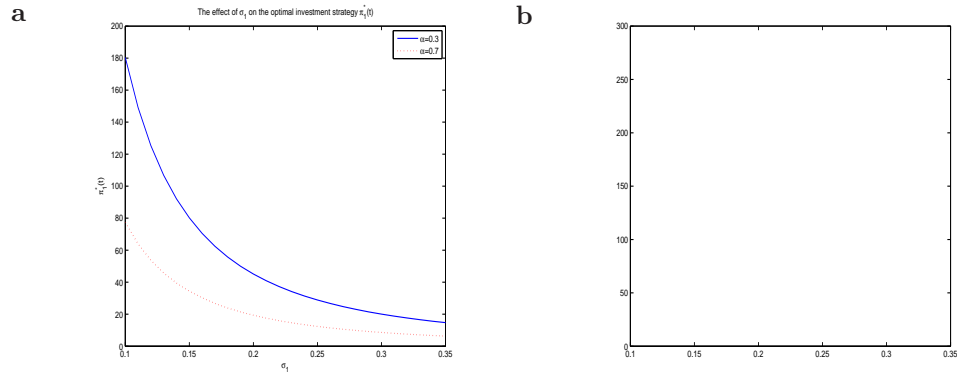 a
The effect of σ₁ on the optimal investment strategy π₁*(t)
200
180
160
140
120
100
80
60
40
20
0
π₁*(t)
α=0.3
α=0.7
0.1 0.15 0.2 0.25 0.3 0.35
σ₁
b
300
250
200
150
100
50
0
0.1 0.15 0.2 0.25 0.3 0.35